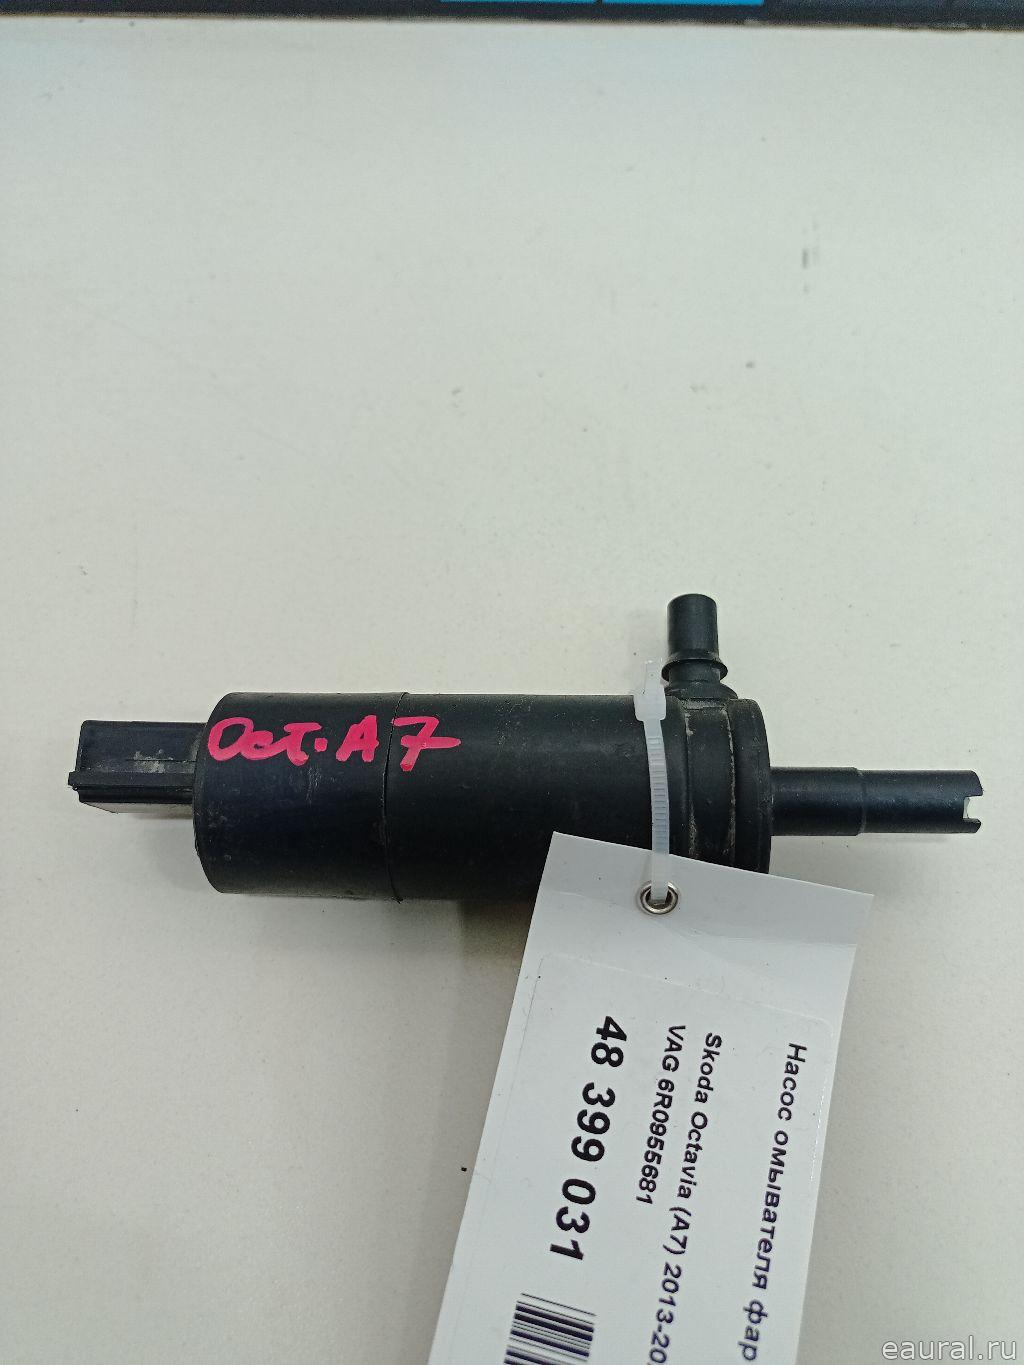 Oct. A7
Насос омывателя фар
Skoda Octavia (A7) 2013-20
VAG 6R0955681
48 399 031
eaural.ru